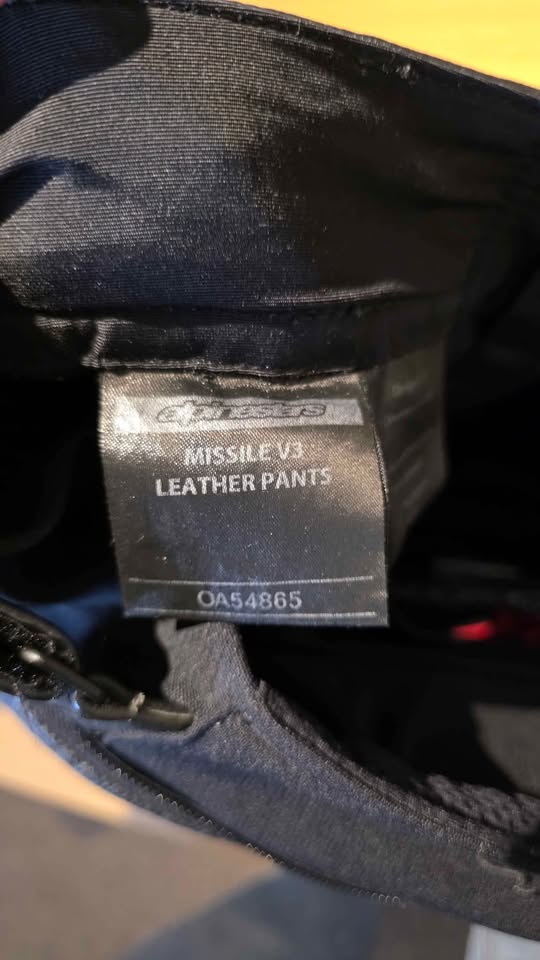 alpinestars
MISSILE V3
LEATHER PANTS
OA54865